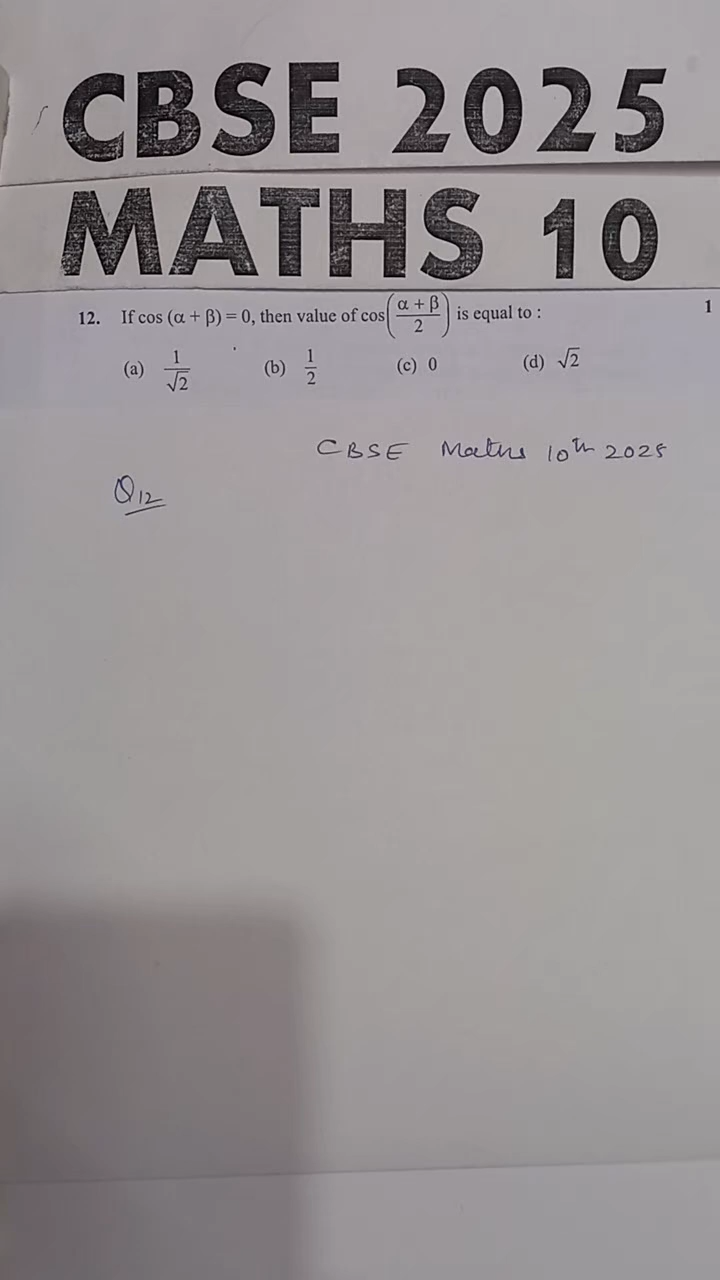 CBSE 2025
MATHS 10
12. If cos (α + β) = 0, then value of cos((α + β)/2) is equal to : 1
(a) 1/√2 (b) 1/2 (c) 0 (d) √2
CBSE Maths 10th 2025
Q12